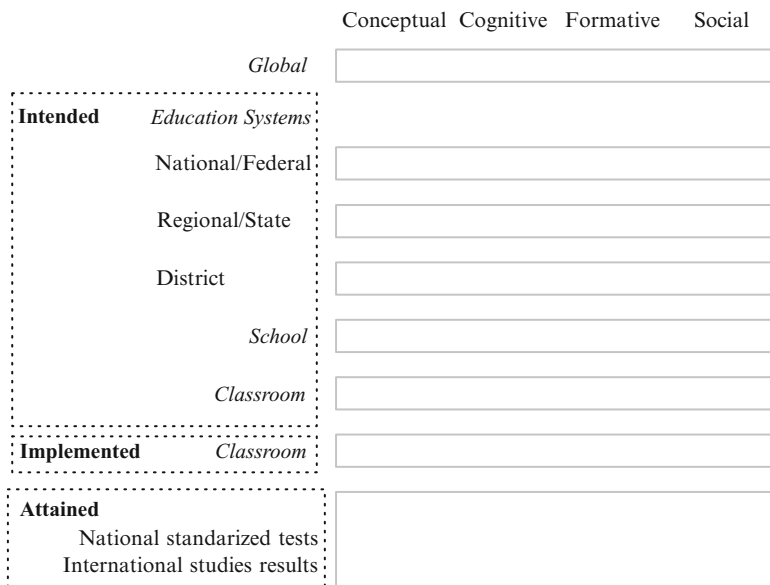 Conceptual Cognitive Formative Social
Global
Intended Education Systems
National/Federal
Regional/State
District
School
Classroom
Implemented Classroom
Attained
National standarized tests
International studies results